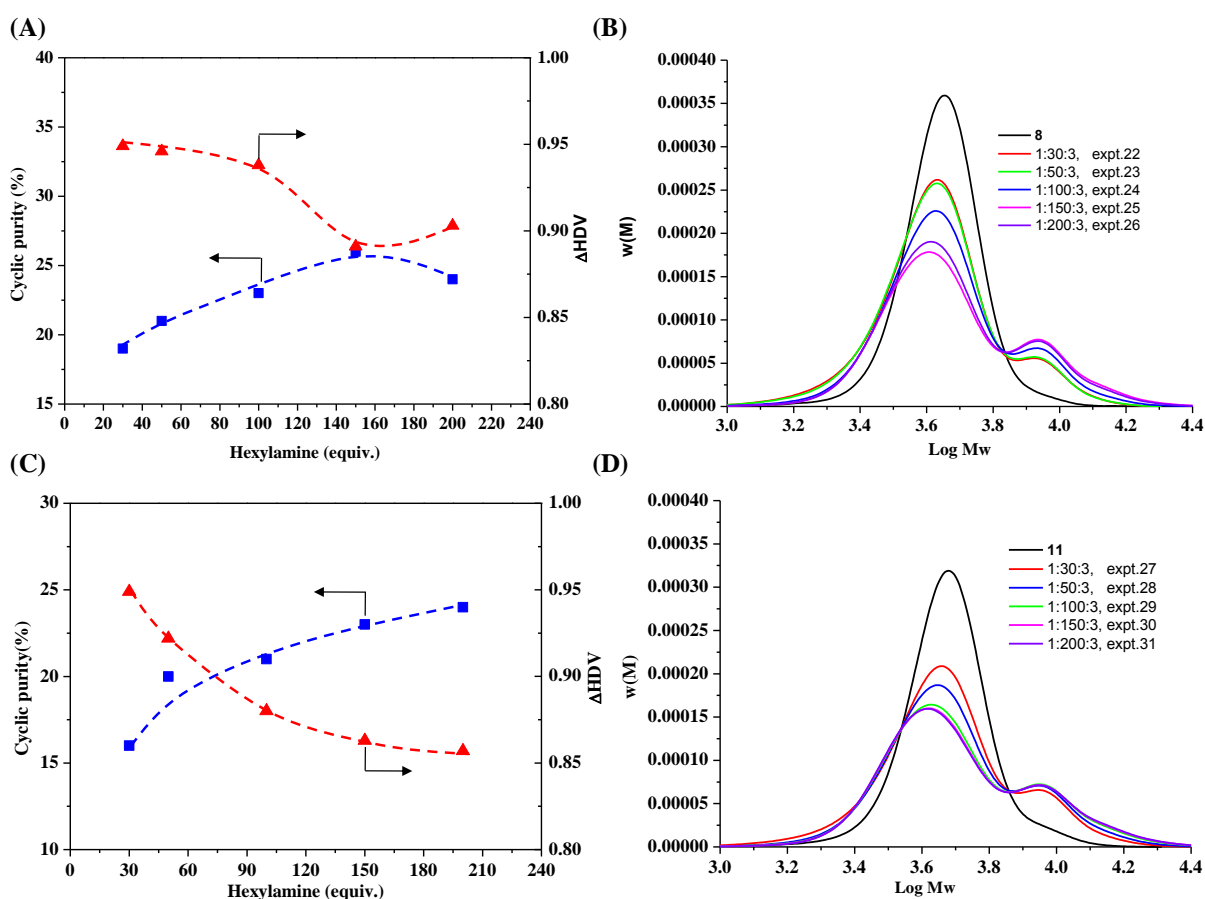 (A)
40
35
30
25
20
15
Cyclic purity (%)
1.00
0.95
0.90
0.85
0.80
ΔHDV
0 20 40 60 80 100 120 140 160 180 200 220 240
Hexylamine (equiv.)
(B)
0.00040
0.00035
0.00030
0.00025
0.00020
0.00015
0.00010
0.00005
0.00000
w(M)
8
1:30:3, expt.22
1:50:3, expt.23
1:100:3, expt.24
1:150:3, expt.25
1:200:3, expt.26
3.0 3.2 3.4 3.6 3.8 4.0 4.2 4.4
Log Mw
(C)
30
25
20
15
10
Cyclic purity(%)
1.00
0.95
0.90
0.85
0.80
ΔHDV
0 30 60 90 120 150 180 210 240
Hexylamine (equiv.)
(D)
0.00040
0.00035
0.00030
0.00025
0.00020
0.00015
0.00010
0.00005
0.00000
w(M)
11
1:30:3, expt.27
1:50:3, expt.28
1:100:3, expt.29
1:150:3, expt.30
1:200:3, expt.31
3.0 3.2 3.4 3.6 3.8 4.0 4.2 4.4
Log Mw